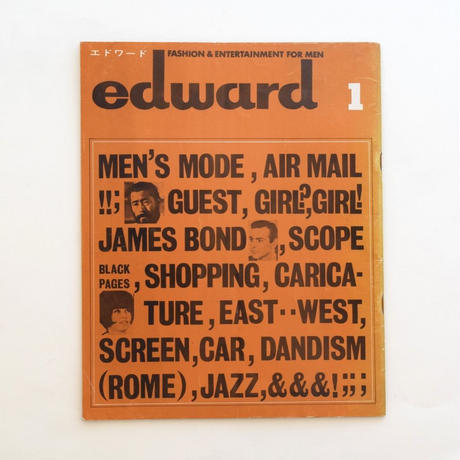 エドワード FASHION & ENTERTAINMENT FOR MEN
edward 1
MEN'S MODE, AIR MAIL
!!; GUEST, GIRL?,GIRL!
JAMES BOND , SCOPE
BLACK PAGES , SHOPPING, CARICA-
TURE, EAST··WEST,
SCREEN, CAR, DANDISM
(ROME), JAZZ, &&&!;;;